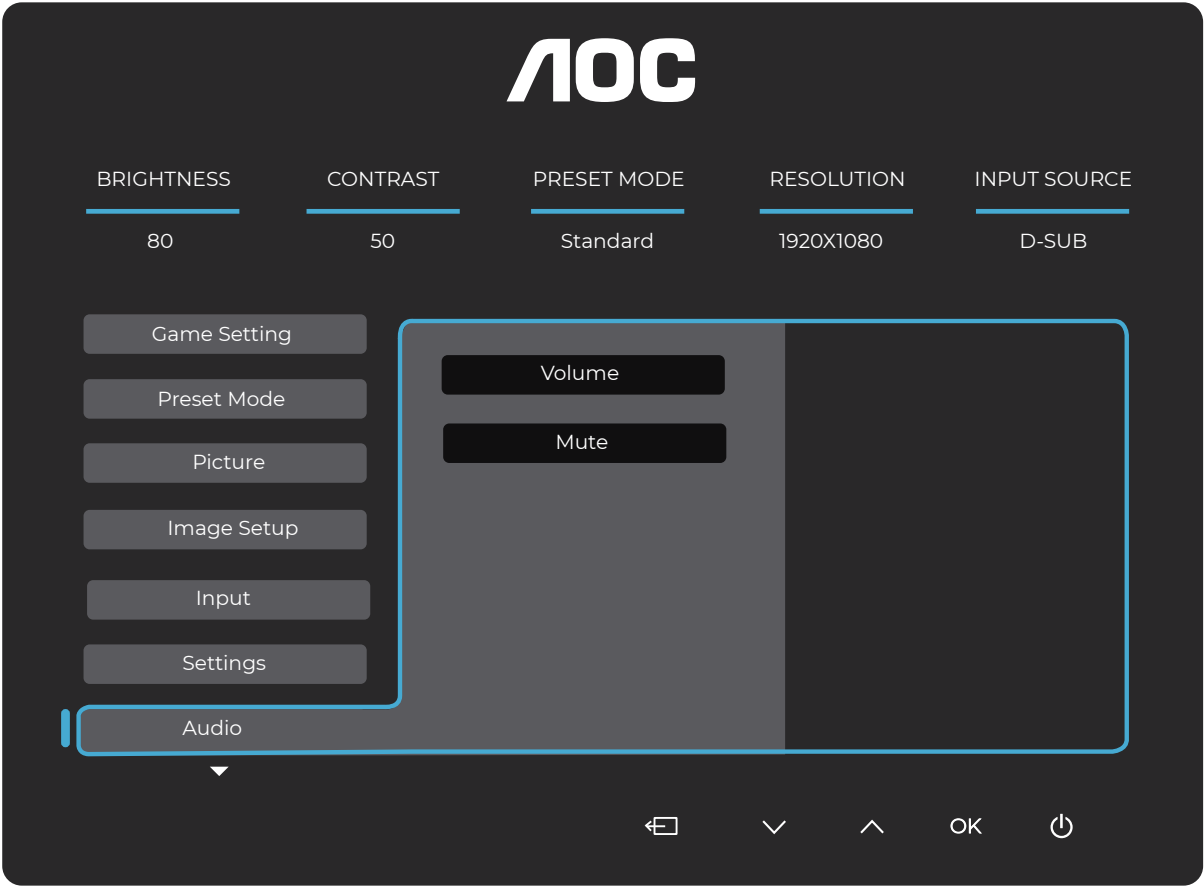 AOC
BRIGHTNESS CONTRAST PRESET MODE RESOLUTION INPUT SOURCE
80 50 Standard 1920X1080 D-SUB
Game Setting
Volume
Preset Mode
Mute
Picture
Image Setup
Input
Settings
Audio
OK